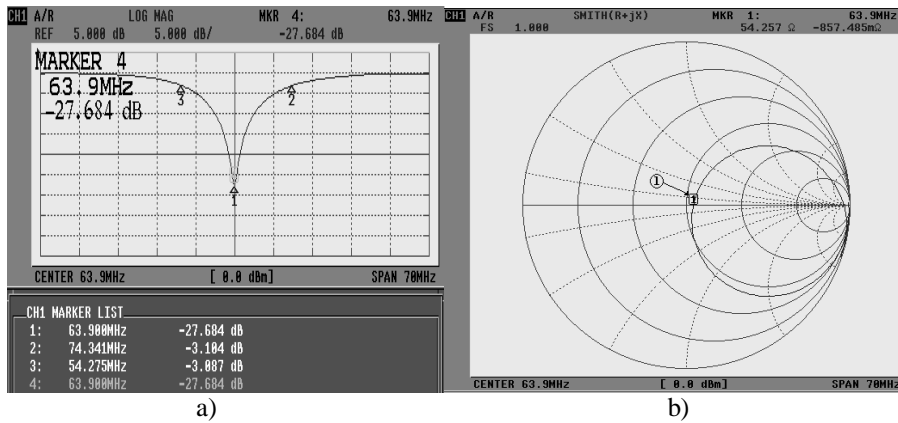 CH1 A/R LOG MAG MKR 4: 63.9MHz
REF 5.000 dB 5.000 dB/ -27.684 dB
MARKER 4
63.9MHz
-27.684 dB
3
2
1
CENTER 63.9MHz [ 0.0 dBm] SPAN 70MHz
CH1 MARKER LIST
1: 63.900MHz -27.684 dB
2: 74.341MHz -3.104 dB
3: 54.275MHz -3.087 dB
4: 63.900MHz -27.684 dB
a)
CH1 A/R SMITH(R+jX) MKR 1: 63.9MHz
FS 1.000 54.257 Ω -857.485mΩ
1
1
CENTER 63.9MHz [ 0.0 dBm] SPAN 70MHz
b)